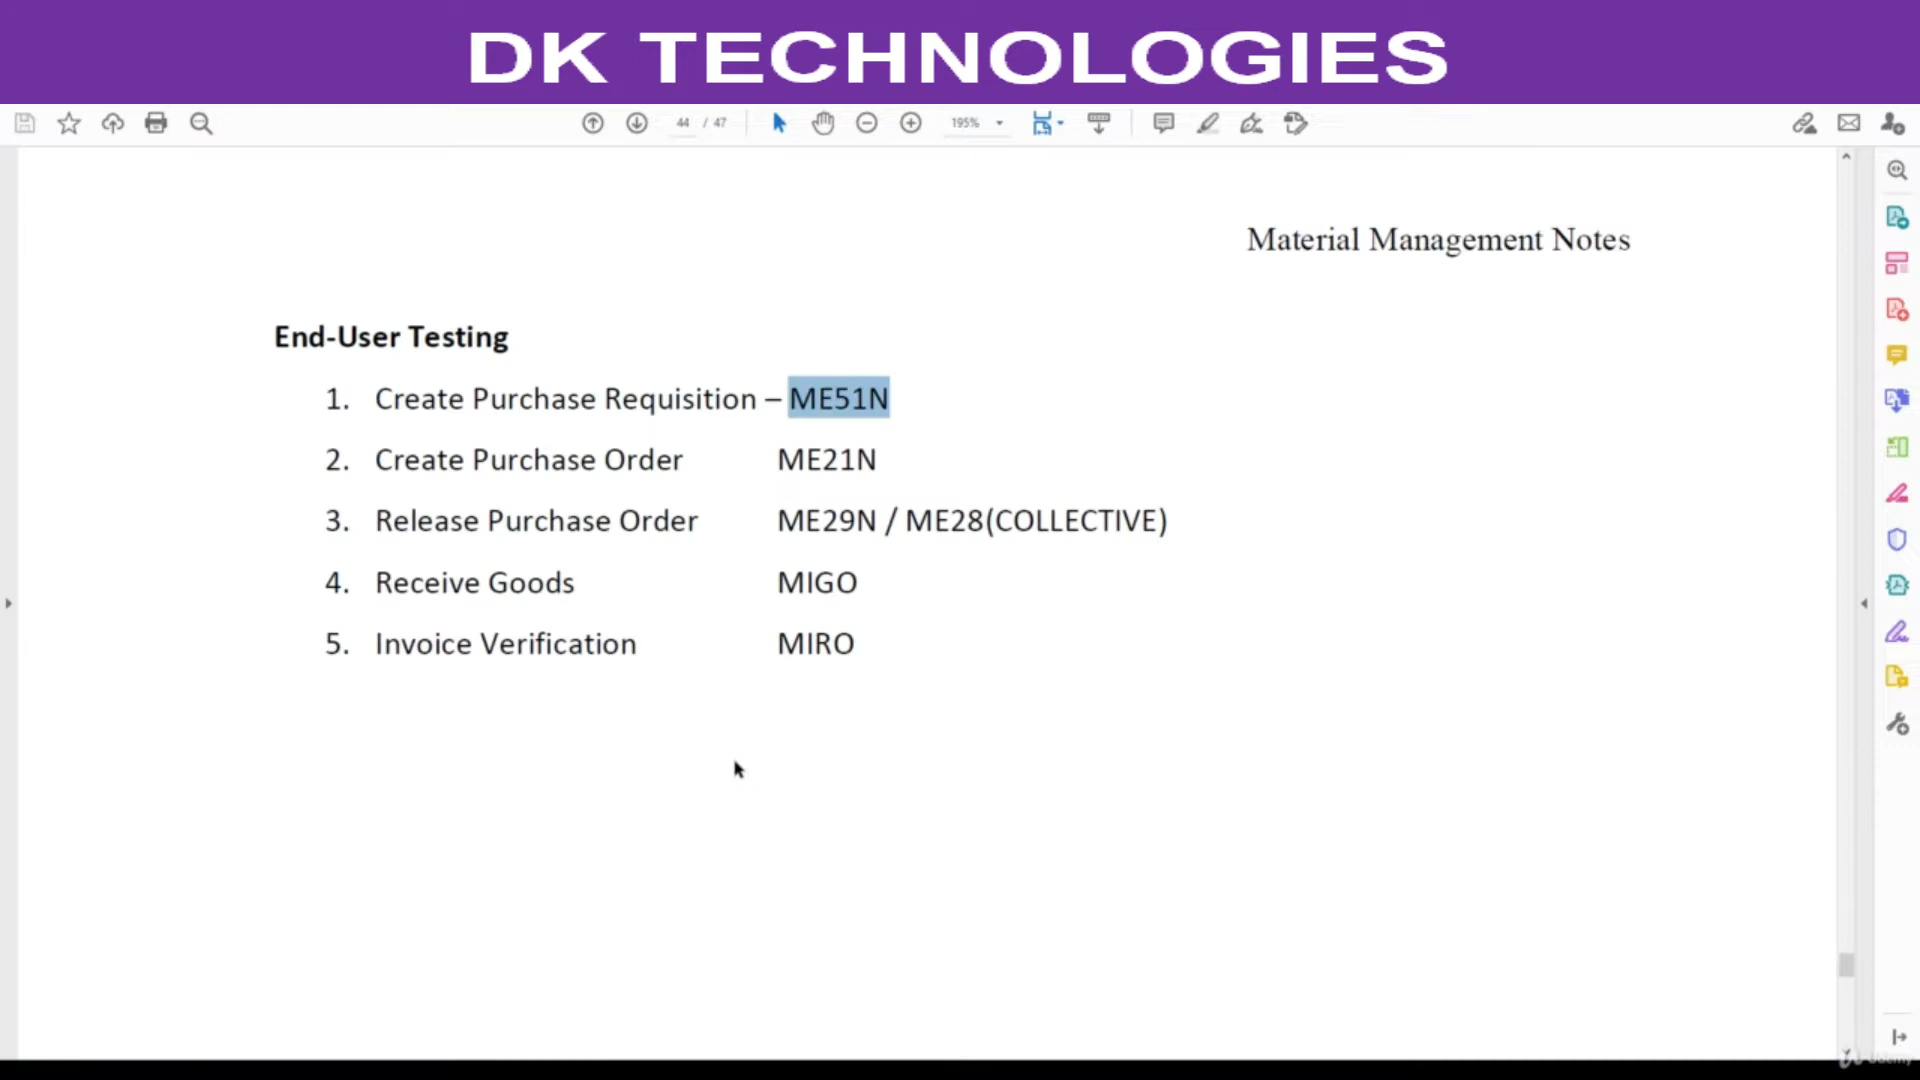 DK TECHNOLOGIES
44 / 47
195%
Material Management Notes
End-User Testing
1. Create Purchase Requisition – ME51N
2. Create Purchase Order ME21N
3. Release Purchase Order ME29N / ME28(COLLECTIVE)
4. Receive Goods MIGO
5. Invoice Verification MIRO